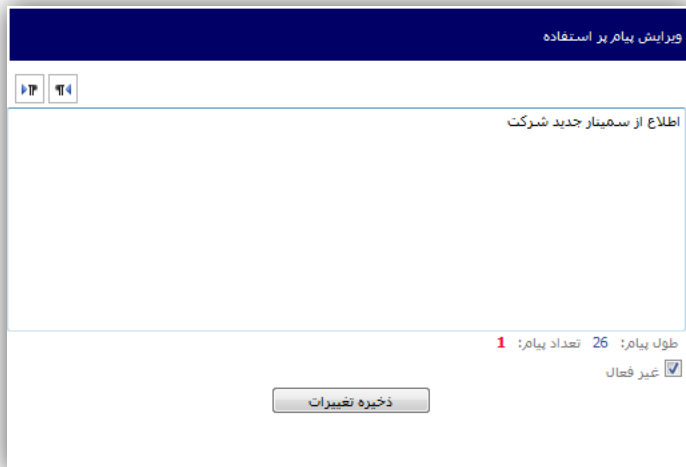 ویرایش پیام پر استفاده
اطلاع از سمینار جدید شرکت
طول پیام: 26 تعداد پیام: 1
غیر فعال
ذخیره تغییرات